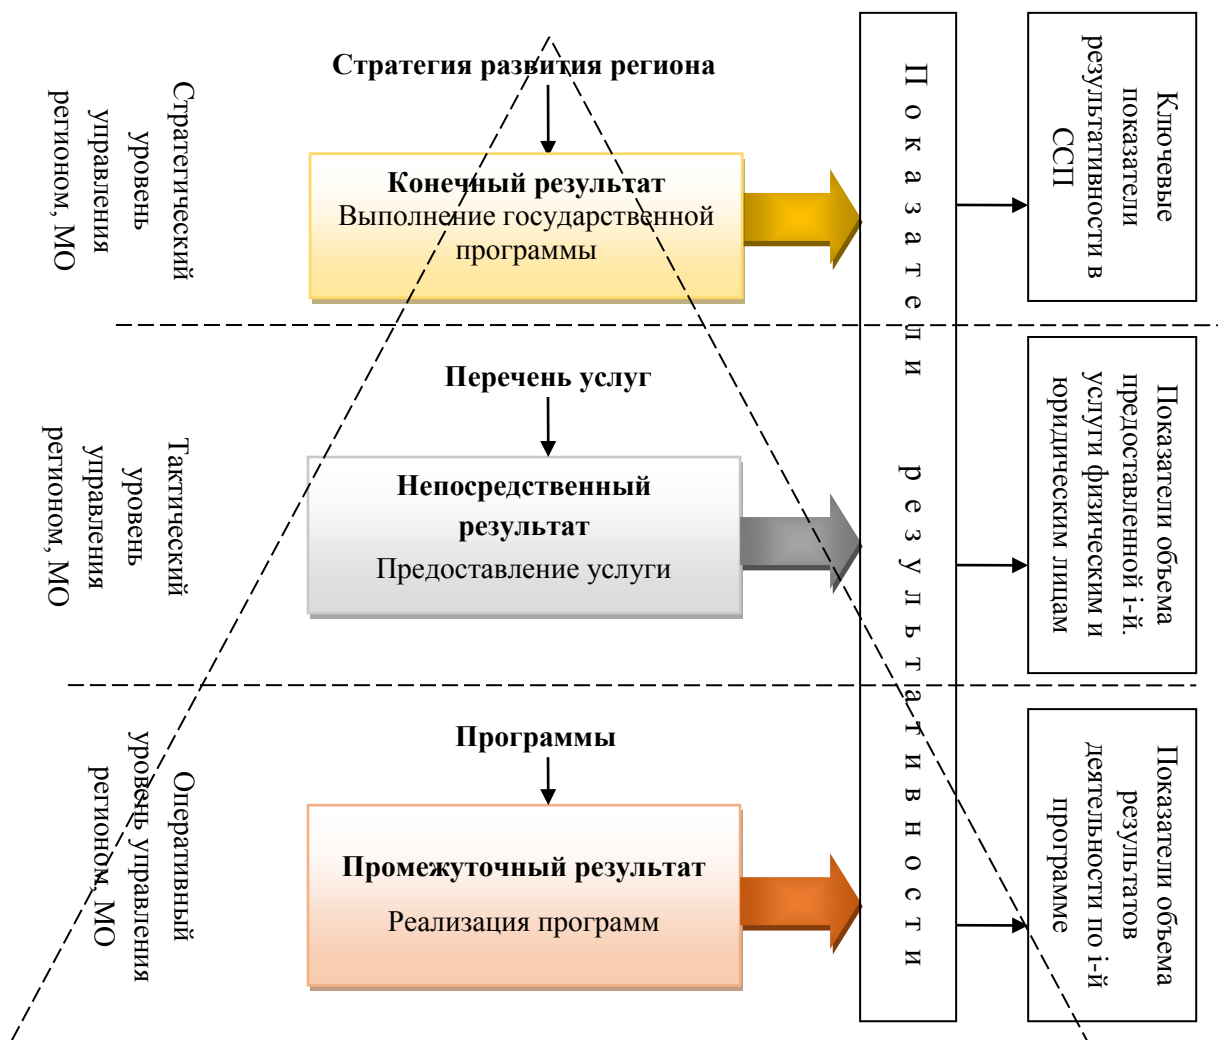 Стратегический
уровень
управления
регионом, МО
Стратегия развития региона
Конечный результат
Выполнение государственной
программы
Ключевые
показатели
результативности в
ССП
Показатели результативности
Тактический
уровень
управления
регионом, МО
Перечень услуг
Непосредственный
результат
Предоставление услуги
Показатели объема
предоставленной i-й.
услуги физическим и
юридическим лицам
Оперативный
уровень управления
регионом, МО
Программы
Промежуточный результат
Реализация программ
Показатели объема
результатов
деятельности по i-й
программе